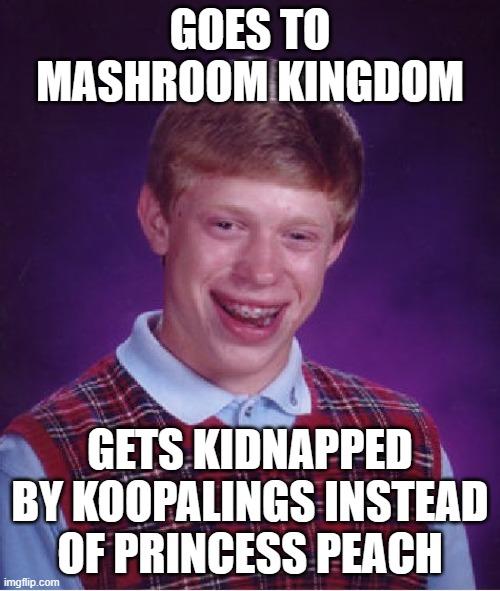 GOES TO
MASHROOM KINGDOM
GETS KIDNAPPED
BY KOOPALINGS INSTEAD
OF PRINCESS PEACH
imgflip.com